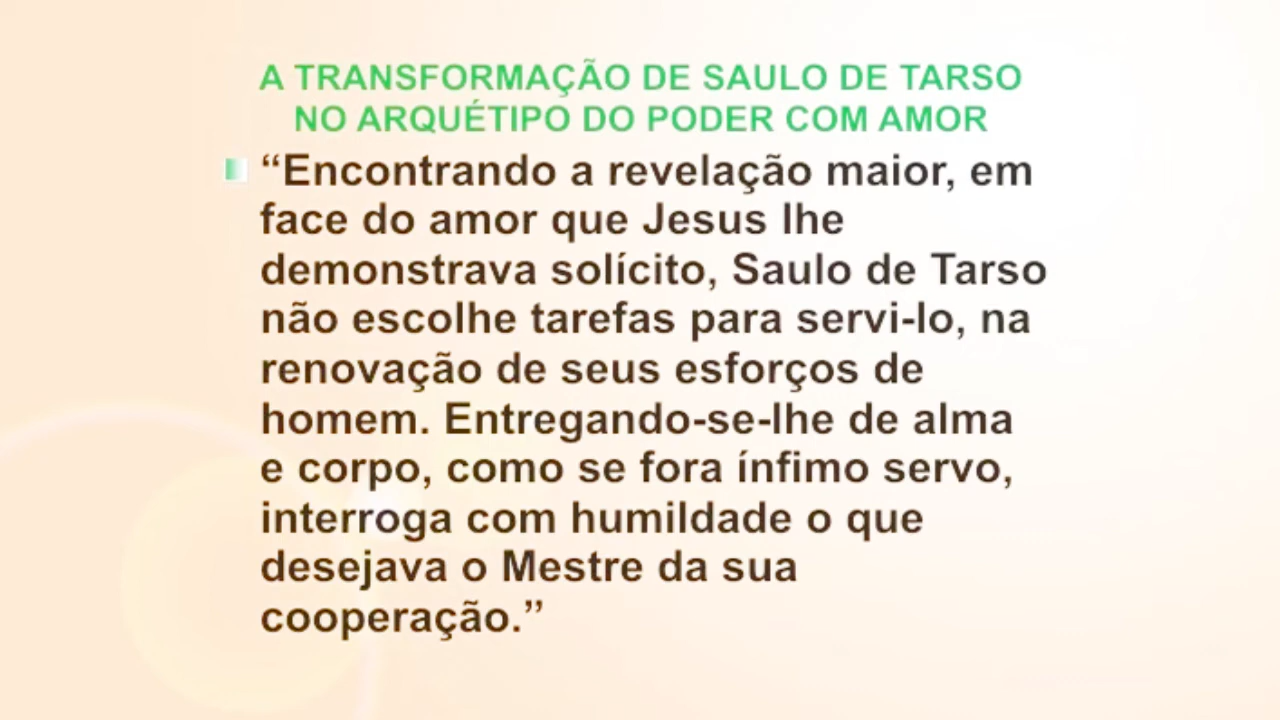 A TRANSFORMAÇÃO DE SAULO DE TARSO
NO ARQUÉTIPO DO PODER COM AMOR
“Encontrando a revelação maior, em
face do amor que Jesus lhe
demonstrava solícito, Saulo de Tarso
não escolhe tarefas para servi-lo, na
renovação de seus esforços de
homem. Entregando-se-lhe de alma
e corpo, como se fora ínfimo servo,
interroga com humildade o que
desejava o Mestre da sua
cooperação.”